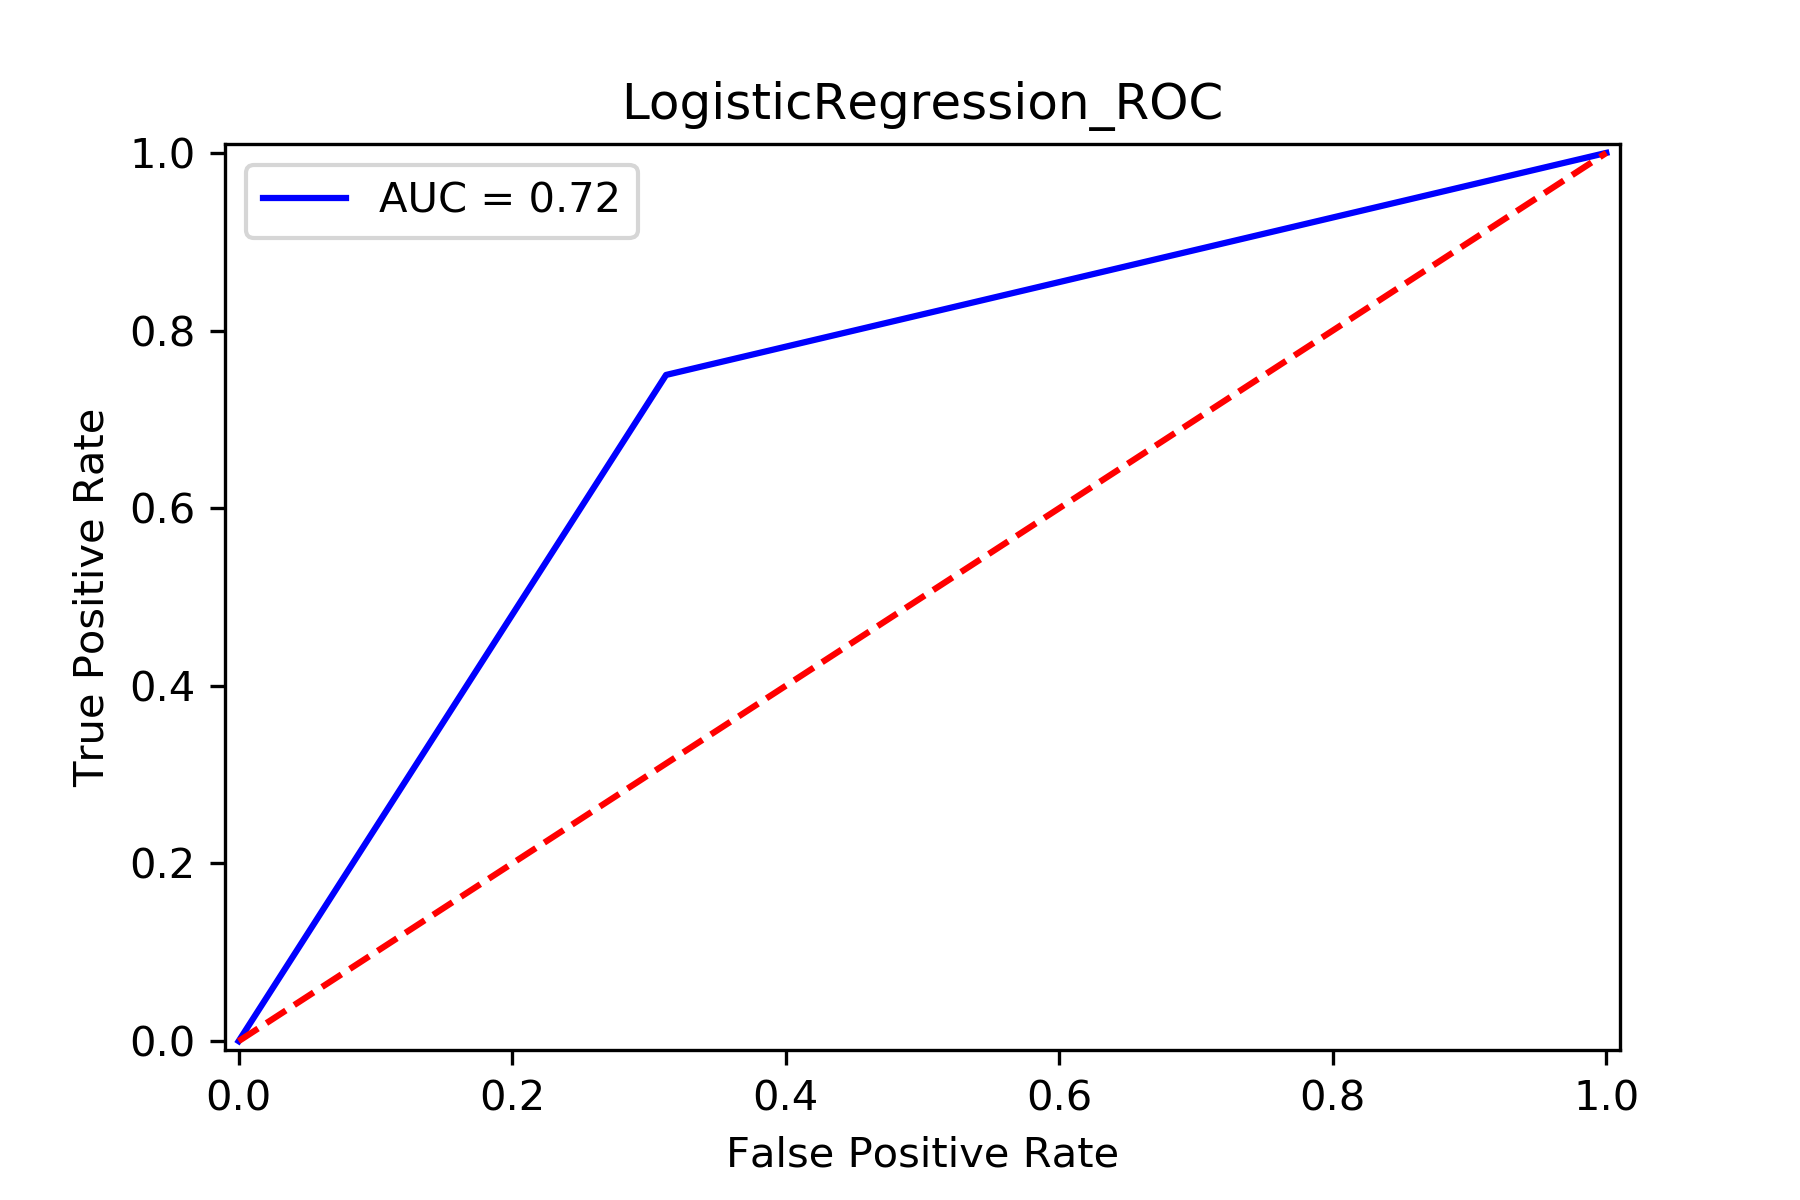 LogisticRegression_ROC
AUC = 0.72
True Positive Rate
1.0
0.8
0.6
0.4
0.2
0.0
0.0 0.2 0.4 0.6 0.8 1.0
False Positive Rate